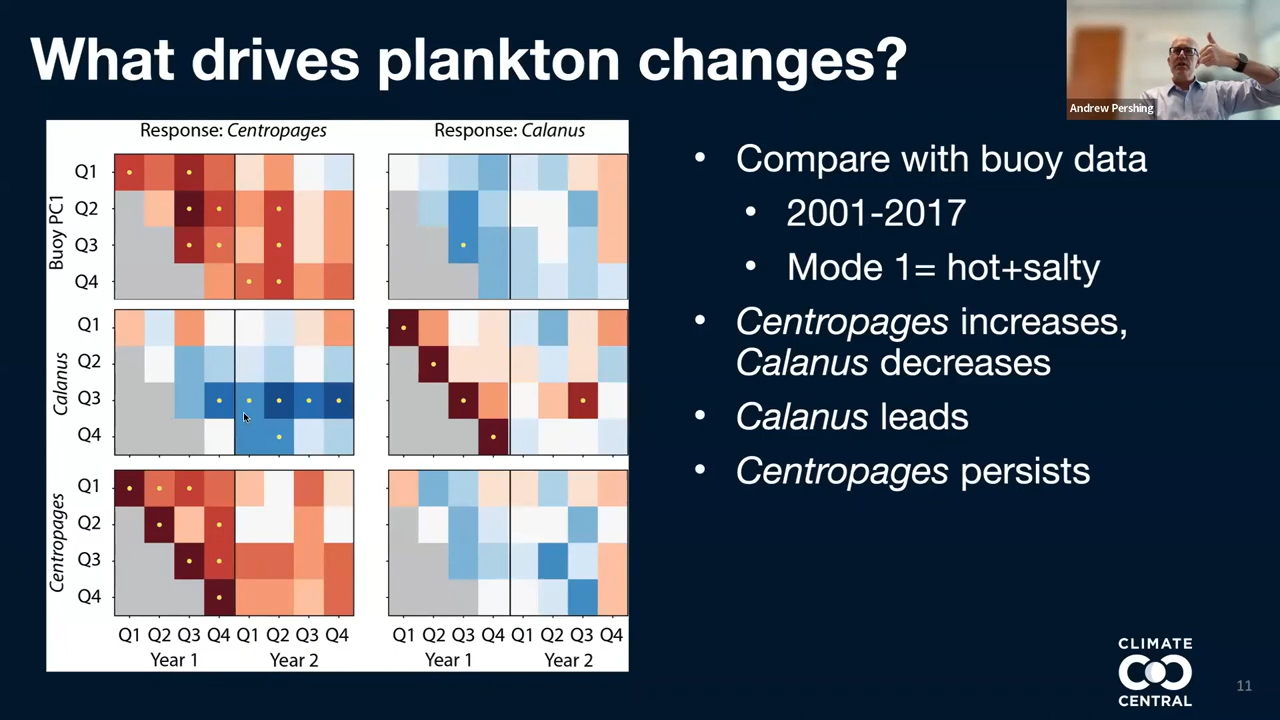 What drives plankton changes?
Andrew Pershing
Response: Centropages
Response: Calanus
Buoy PC1
Q1
Q2
Q3
Q4
Calanus
Q1
Q2
Q3
Q4
Centropages
Q1
Q2
Q3
Q4
Q1 Q2 Q3 Q4 Q1 Q2 Q3 Q4
Year 1 Year 2
Q1 Q2 Q3 Q4 Q1 Q2 Q3 Q4
Year 1 Year 2
• Compare with buoy data
• 2001-2017
• Mode 1= hot+salty
• Centropages increases,
Calanus decreases
• Calanus leads
• Centropages persists
CLIMATE
CENTRAL
11